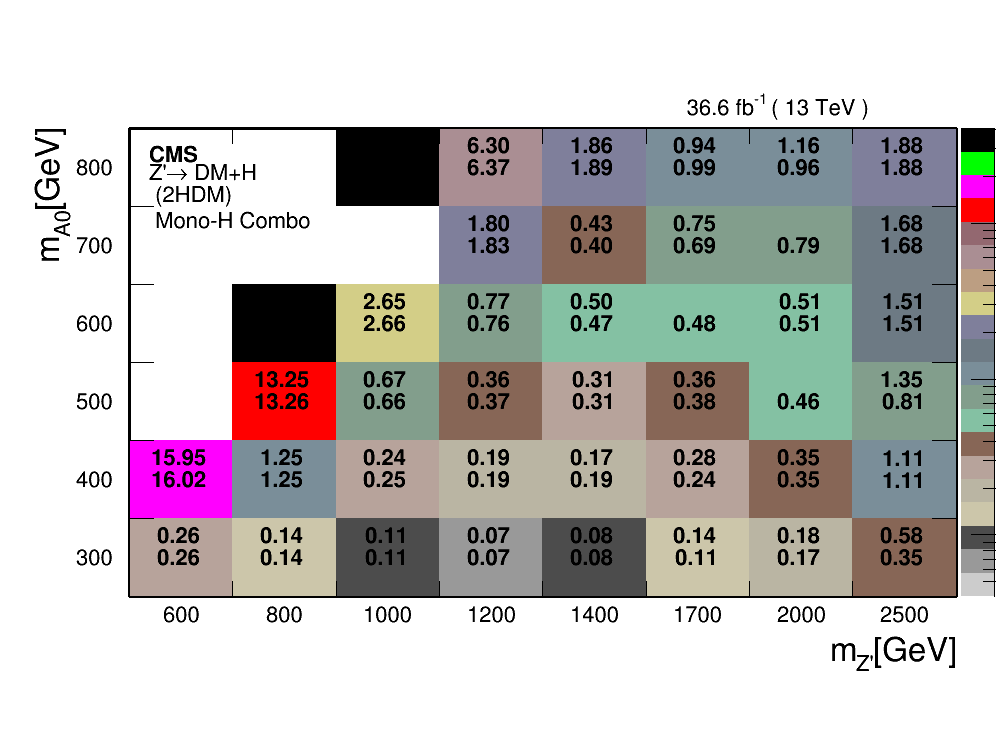 36.6 fb-1 ( 13 TeV )
mA0[GeV]
CMS
Z'→ DM+H
(2HDM)
Mono-H Combo
800
6.30 1.86 0.94 1.16 1.88
6.37 1.89 0.99 0.96 1.88
700
1.80 0.43 0.75 1.68
1.83 0.40 0.69 0.79 1.68
600
2.65 0.77 0.50 0.51 1.51
2.66 0.76 0.47 0.48 0.51 1.51
500
13.25 0.67 0.36 0.31 0.36 1.35
13.26 0.66 0.37 0.31 0.38 0.46 0.81
400
15.95 1.25 0.24 0.19 0.17 0.28 0.35 1.11
16.02 1.25 0.25 0.19 0.19 0.24 0.35 1.11
300
0.26 0.14 0.11 0.07 0.08 0.14 0.18 0.58
0.26 0.14 0.11 0.07 0.08 0.11 0.17 0.35
600 800 1000 1200 1400 1700 2000 2500
mZ'[GeV]